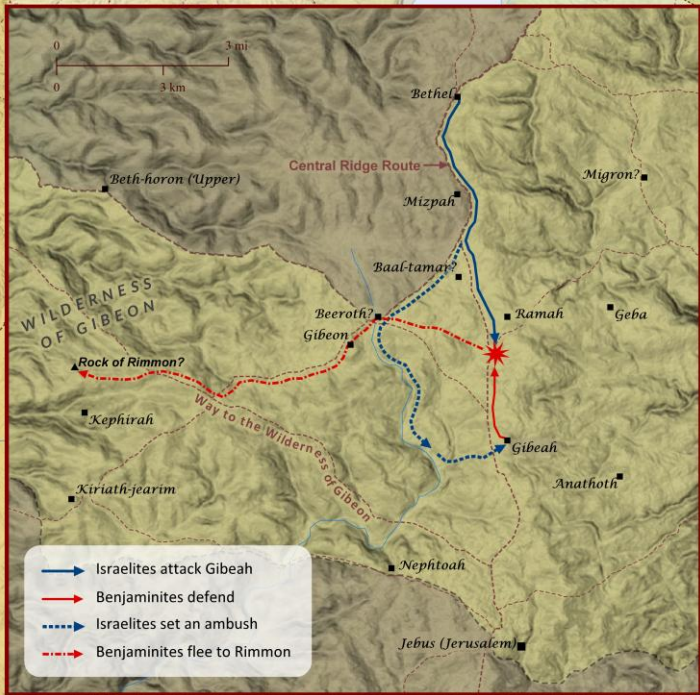 0 3 mi
0 3 km
Bethel
Central Ridge Route
Beth-horon (Upper)
Migron?
Mizpah
Baal-tamar?
WILDERNESS
OF GIBEON
Beeroth?
Ramah
Geba
Gibeon
Rock of Rimmon?
Kephirah
Way to the Wilderness of Gibeon
Gibeah
Anathoth
Kiriath-jearim
Nephtoah
Jebus (Jerusalem)
Israelites attack Gibeah
Benjaminites defend
Israelites set an ambush
Benjaminites flee to Rimmon